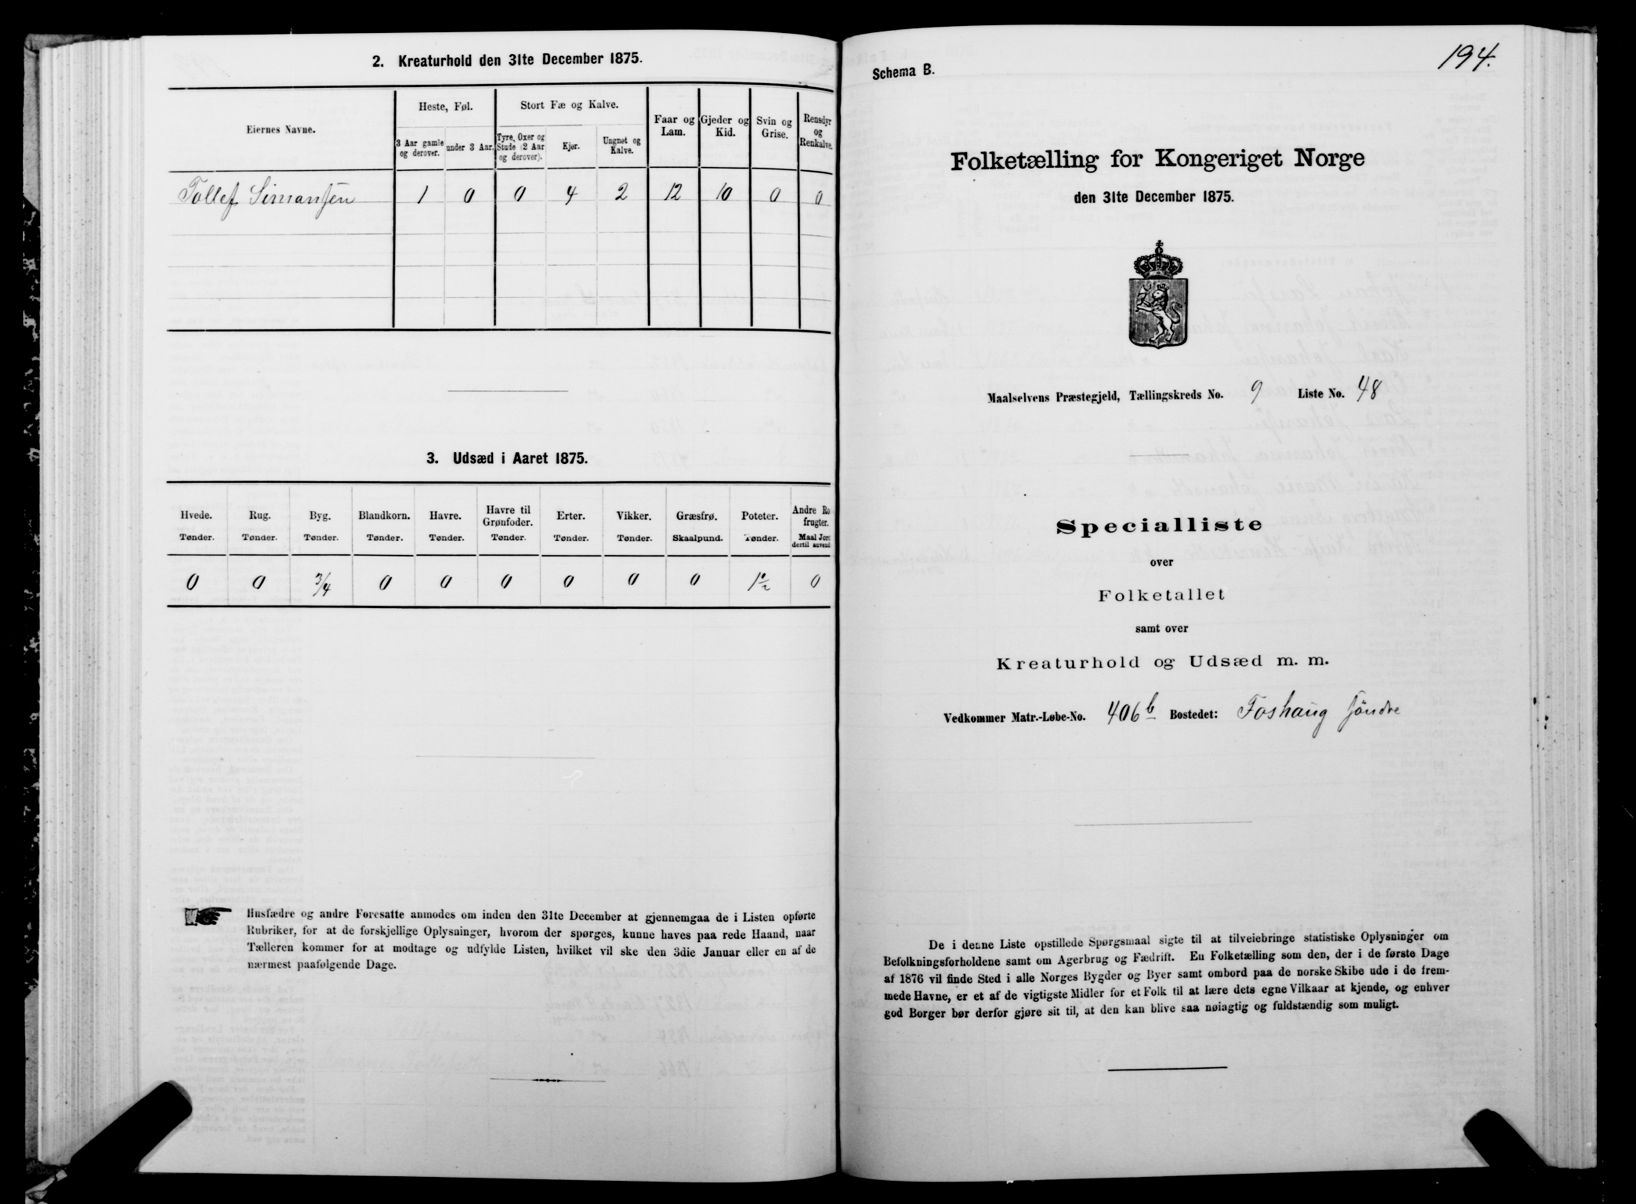 2. Kreaturhold den 31te December 1875.
Eiernes Navne.
Heste, Føl.
Stort Fæ og Kalve.
3 Aar gamle og derover.
under 3 Aar.
Tyre, Oxer og Stude (2 Aar og derover).
Kjør.
Ungnøt og Kalve.
Faar og Lam.
Gjeder og Kid.
Svin og Grise.
Rensdyr og Renkalve.
Tollef Simonsen 1 0 0 4 2 12 10 0 0
3. Udsæd i Aaret 1875.
Hvede. Rug. Byg. Blandkorn. Havre. Havre til Grønfoder. Erter. Vikker. Græsfrø. Poteter. Andre Ro frugter.
Tønder. Tønder. Tønder. Tønder. Tønder. Tønder. Tønder. Tønder. Skaalpund. Tønder. Maal Jor dertil anvend
0 0 3/4 0 0 0 0 0 0 1 1/2 0
Husfædre og andre Foresatte anmodes om inden den 31te December at gjennemgaa de i Listen opførte
Rubriker, for at de forskjellige Oplysninger, hvorom der spørges, kunne haves paa rede Haand, naar
Tælleren kommer for at modtage og udfylde Listen, hvilket vil ske den 3die Januar eller en af de
nærmest paafølgende Dage.
194.
Schema B.
Folketælling for Kongeriget Norge
den 31te December 1875.
Maalselvens Præstegjeld, Tællingskreds No. 9 Liste No. 48
Specialliste
over
Folketallet
samt over
Kreaturhold og Udsæd m. m.
Vedkommer Matr.-Løbe-No. 406b Bostedet: Foshaug søndre
De i denne Liste opstillede Spørgsmaal sigte til at tilveiebringe statistiske Oplysninger om
Befolkningsforholdene samt om Agerbrug og Fædrift. En Folketælling som den, der i de første Dage
af 1876 vil finde Sted i alle Norges Bygder og Byer samt ombord paa de norske Skibe ude i de frem-
mede Havne, er et af de vigtigste Midler for et Folk til at lære dets egne Vilkaar at kjende, og enhver
god Borger bør derfor gjøre sit til, at den kan blive saa nøiagtig og fuldstændig som muligt.